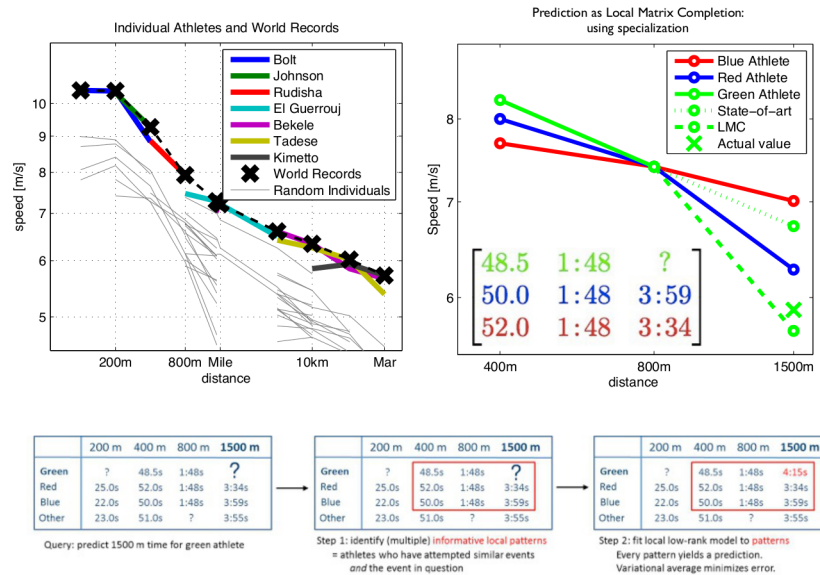 Individual Athletes and World Records
Bolt
Johnson
Rudisha
El Guerrouj
Bekele
Tadese
Kimetto
World Records
Random Individuals
10
9
8
7
6
5
speed [m/s]
200m 800m Mile 10km Mar
distance
Prediction as Local Matrix Completion:
using specialization
Blue Athlete
Red Athlete
Green Athlete
State-of-art
LMC
Actual value
8
7
6
Speed [m/s]
48.5 1:48 ?
50.0 1:48 3:59
52.0 1:48 3:34
400m 800m 1500m
distance
200 m 400 m 800 m 1500 m
Green ? 48.5s 1:48s ?
Red 25.0s 52.0s 1:48s 3:34s
Blue 22.0s 50.0s 1:48s 3:59s
Other 23.0s 51.0s ? 3:55s
Query: predict 1500 m time for green athlete
200 m 400 m 800 m 1500 m
Green ? 48.5s 1:48s ?
Red 25.0s 52.0s 1:48s 3:34s
Blue 22.0s 50.0s 1:48s 3:59s
Other 23.0s 51.0s ? 3:55s
Step 1: identify (multiple) informative local patterns
= athletes who have attempted similar events
and the event in question
200 m 400 m 800 m 1500 m
Green ? 48.5s 1:48s 4:15s
Red 25.0s 52.0s 1:48s 3:34s
Blue 22.0s 50.0s 1:48s 3:59s
Other 23.0s 51.0s ? 3:55s
Step 2: fit local low-rank model to patterns
Every pattern yields a prediction.
Variational average minimizes error.